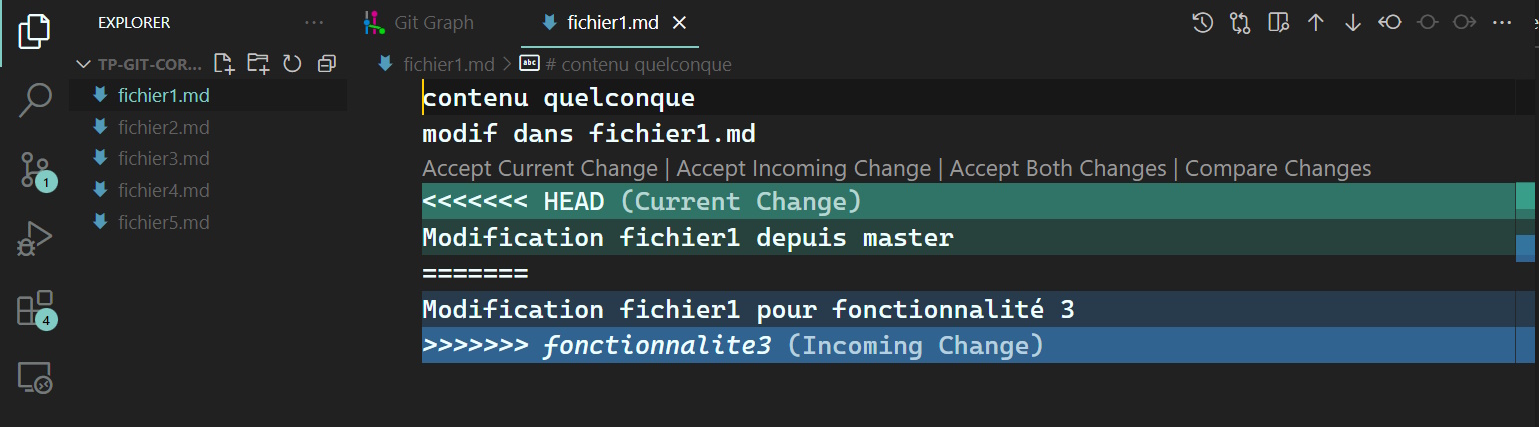 EXPLORER
Git Graph
fichier1.md
TP-GIT-COR...
fichier1.md > # contenu quelconque
fichier1.md
fichier2.md
fichier3.md
fichier4.md
fichier5.md
1
4
contenu quelconque
modif dans fichier1.md
Accept Current Change | Accept Incoming Change | Accept Both Changes | Compare Changes
<<<<<<< HEAD (Current Change)
Modification fichier1 depuis master
=======
Modification fichier1 pour fonctionnalité 3
>>>>>>> fonctionnalite3 (Incoming Change)